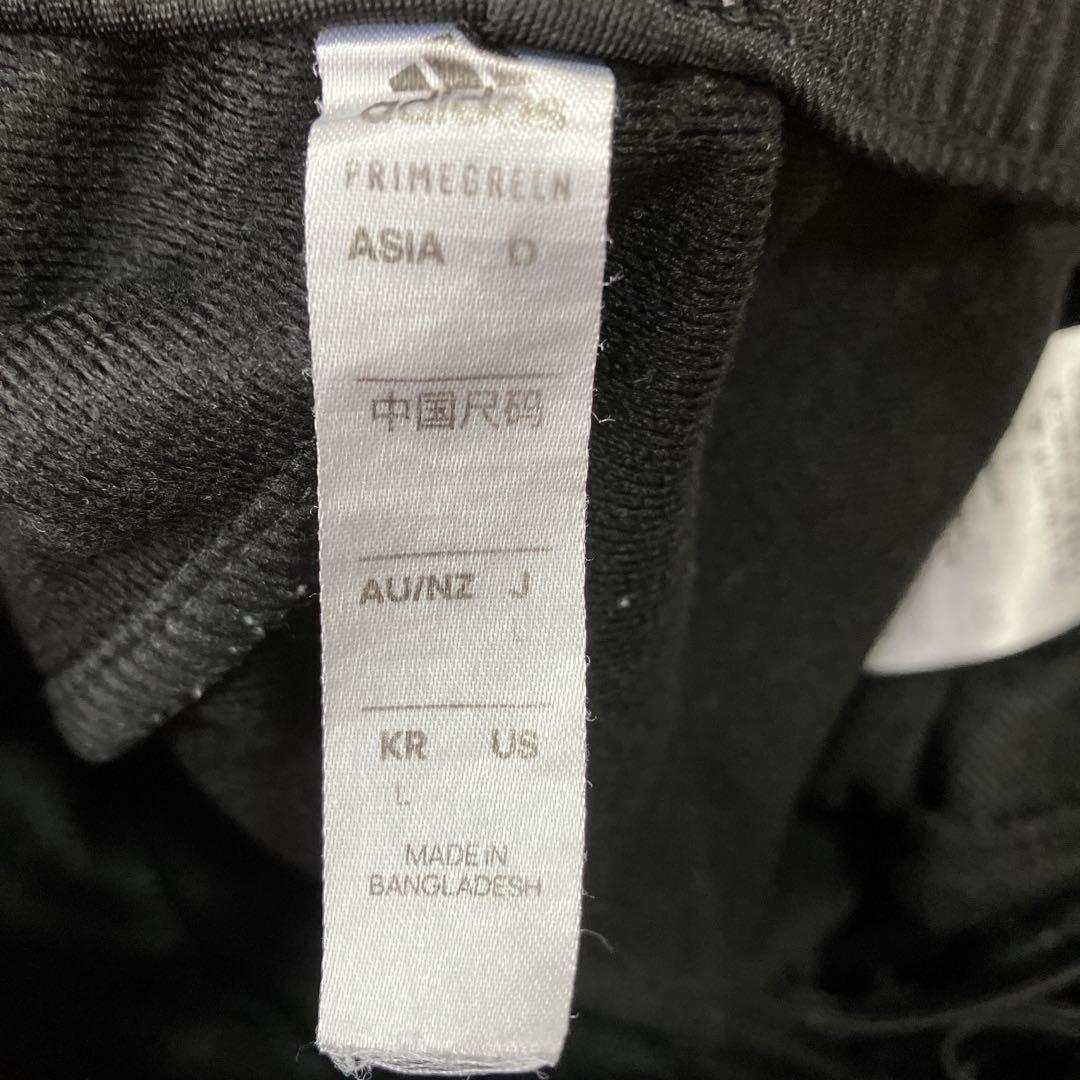 adidas
PRIMEGREEN
ASIA D
中国尺码
AU/NZ J
L
KR US
L
MADE IN
BANGLADESH